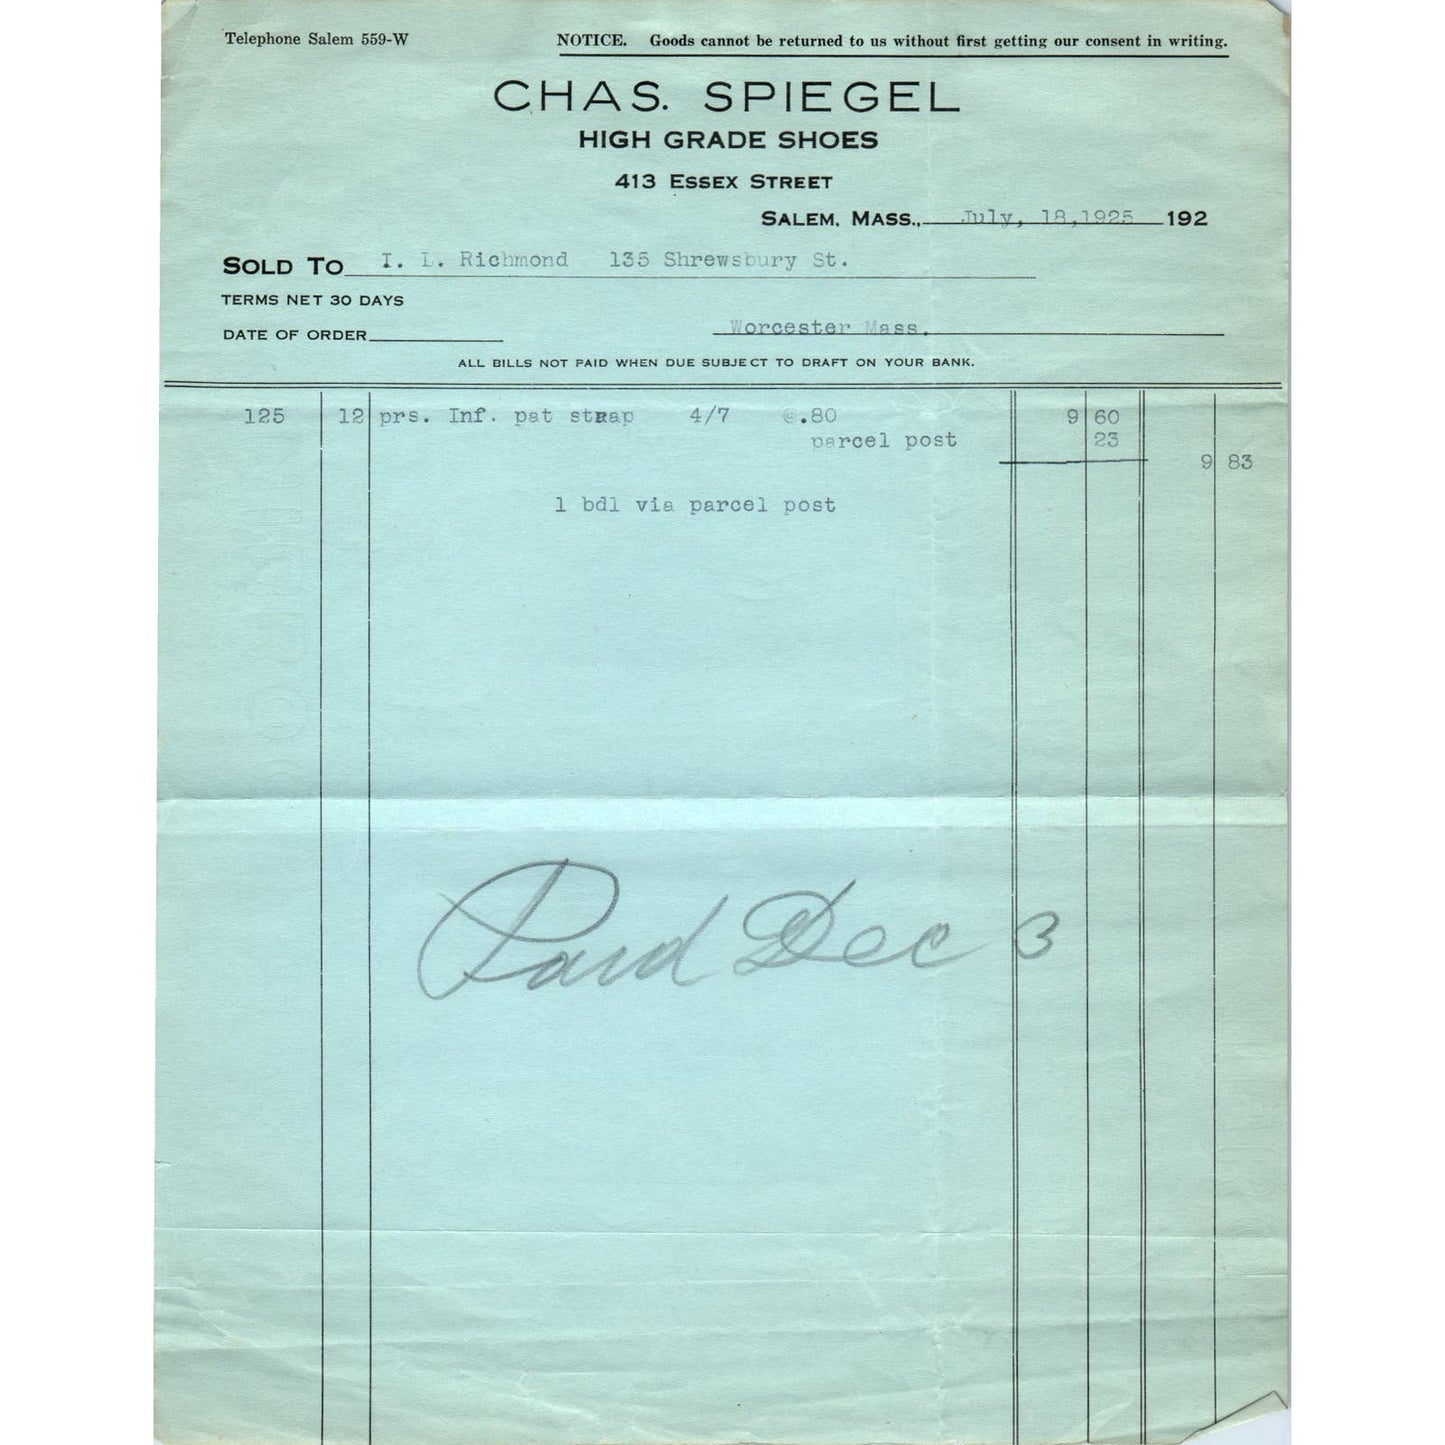 Telephone Salem 559-W
NOTICE. Goods cannot be returned to us without first getting our consent in writing.
CHAS. SPIEGEL
HIGH GRADE SHOES
413 ESSEX STREET
SALEM, MASS., July, 18,1925 192
SOLD TO I. L. Richmond 135 Shrewsbury St.
TERMS NET 30 DAYS
DATE OF ORDER Worcester Mass.
ALL BILLS NOT PAID WHEN DUE SUBJECT TO DRAFT ON YOUR BANK.
125 12 prs. Inf. pat strap 4/7 @.80 9 60
parcel post 23
9 83
1 bdl via parcel post
Paid Dec 3